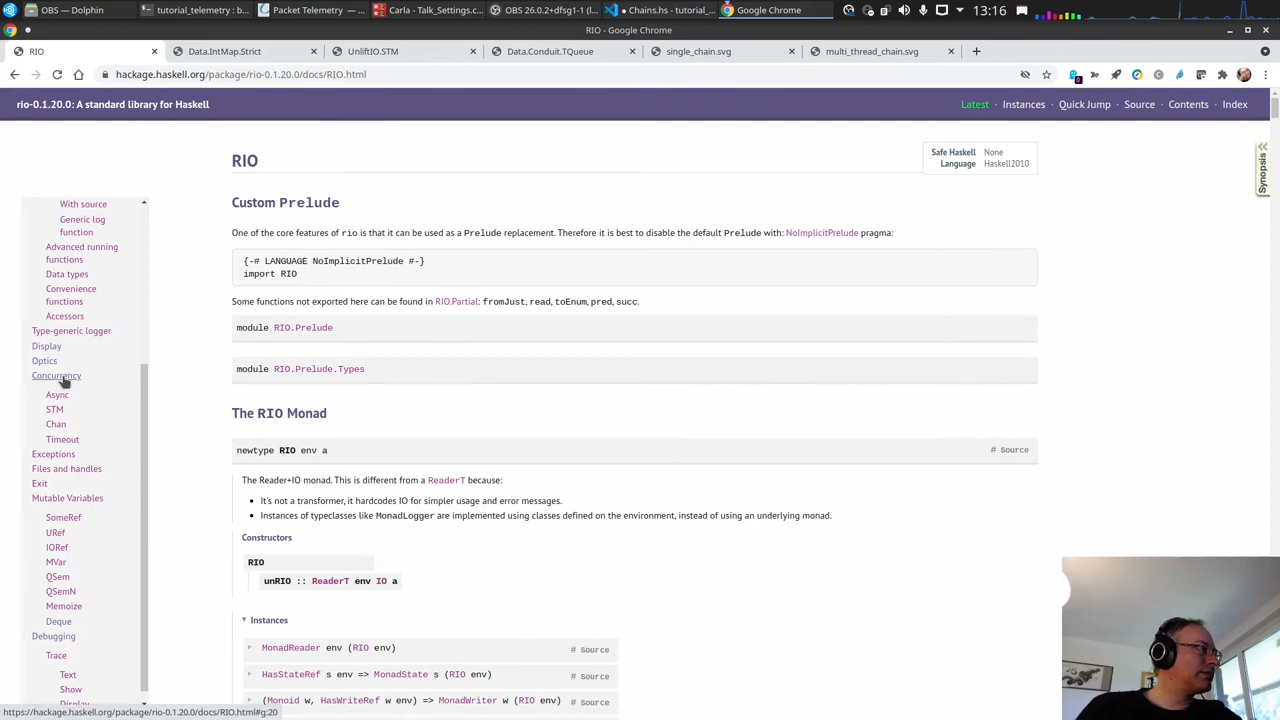 OBS — Dolphin
tutorial_telemetry : b...
Packet Telemetry — ...
Carla - Talk_Settings.c...
OBS 26.0.2+dfsg1-1 (l...
• Chains.hs - tutorial_...
Google Chrome
13:16
RIO - Google Chrome
RIO
Data.IntMap.Strict
UnliftIO.STM
Data.Conduit.TQueue
single_chain.svg
multi_thread_chain.svg
hackage.haskell.org/package/rio-0.1.20.0/docs/RIO.html
rio-0.1.20.0: A standard library for Haskell
Latest · Instances · Quick Jump · Source · Contents · Index
Synopsis
RIO
Safe Haskell None
Language Haskell2010
With source
Generic log
function
Advanced running
functions
Data types
Convenience
functions
Accessors
Type-generic logger
Display
Optics
Concurrency
Async
STM
Chan
Timeout
Exceptions
Files and handles
Exit
Mutable Variables
SomeRef
URef
IORef
MVar
QSem
QSemN
Memoize
Deque
Debugging
Trace
Text
Show
Display
Custom Prelude
One of the core features of rio is that it can be used as a Prelude replacement. Therefore it is best to disable the default Prelude with: NoImplicitPrelude pragma:
{-# LANGUAGE NoImplicitPrelude #-}
import RIO
Some functions not exported here can be found in RIO.Partial: fromJust, read, toEnum, pred, succ.
module RIO.Prelude
module RIO.Prelude.Types
The RIO Monad
newtype RIO env a
# Source
The Reader+IO monad. This is different from a ReaderT because:
• It's not a transformer, it hardcodes IO for simpler usage and error messages.
• Instances of typeclasses like MonadLogger are implemented using classes defined on the environment, instead of using an underlying monad.
Constructors
RIO
unRIO :: ReaderT env IO a
Instances
MonadReader env (RIO env)
# Source
HasStateRef s env => MonadState s (RIO env)
# Source
(Monoid w, HasWriteRef w env) => MonadWriter w (RIO env)
# Source
https://hackage.haskell.org/package/rio-0.1.20.0/docs/RIO.html#g:20